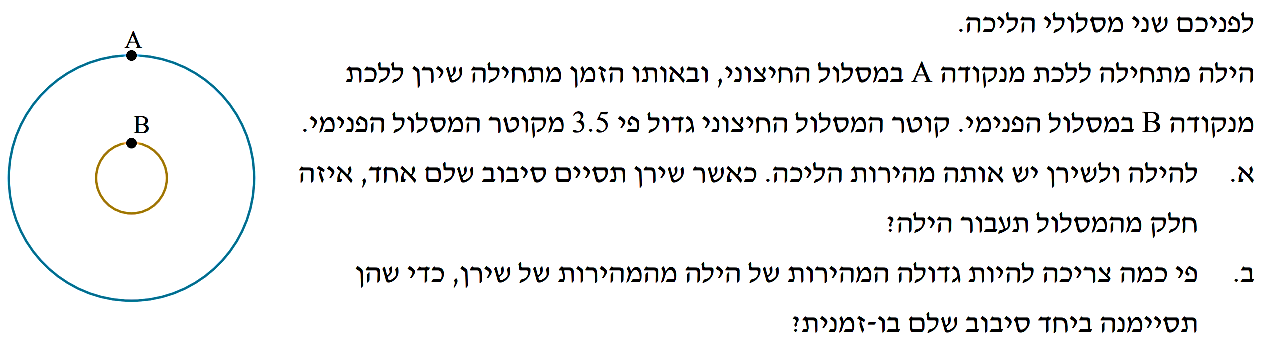 A
B
לפניכם שני מסלולי הליכה.
הילה מתחילה ללכת מנקודה A במסלול החיצוני, ובאותו הזמן מתחילה שירן ללכת
מנקודה B במסלול הפנימי. קוטר המסלול החיצוני גדול פי 3.5 מקוטר המסלול הפנימי.
א. להילה ולשירן יש אותה מהירות הליכה. כאשר שירן תסיים סיבוב שלם אחד, איזה
חלק מהמסלול תעבור הילה?
ב. פי כמה צריכה להיות גדולה המהירות של הילה מהמהירות של שירן, כדי שהן
תסיימנה ביחד סיבוב שלם בו-זמנית?